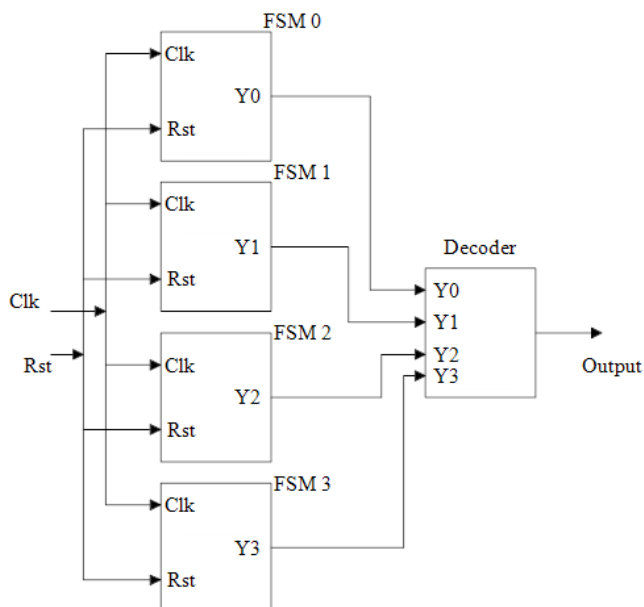 FSM 0
Clk
Y0
Rst
FSM 1
Clk
Y1
Rst
Decoder
Y0
Y1
Y2
Y3
Clk
Rst
Output
FSM 2
Clk
Y2
Rst
FSM 3
Clk
Y3
Rst